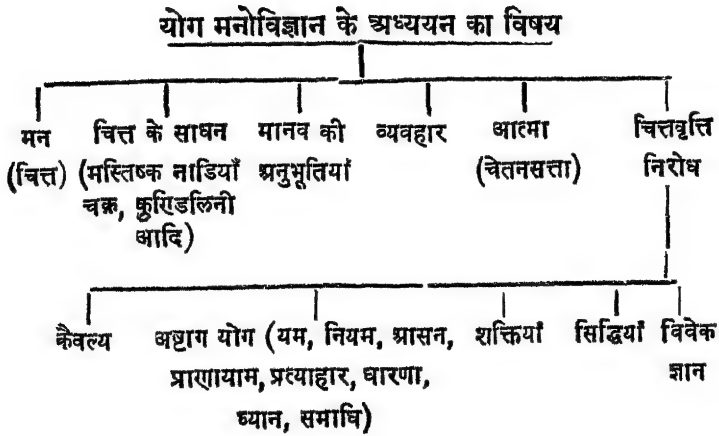 योग मनोविज्ञान के अध्ययन का विषय
मन चित्त के साधन मानव की व्यवहार आत्मा चित्तवृत्ति
(चित्त) (मस्तिष्क नाडियाँ अनुभूतियां (चेतनसत्ता) निरोध
चक्र, कुण्डिलिनी
आदि)
कैवल्य अष्टाग योग (यम, नियम, आसन, शक्तियां सिद्धियां विवेक
प्राणायाम, प्रत्याहार, धारणा, ज्ञान
ध्यान, समाधि)